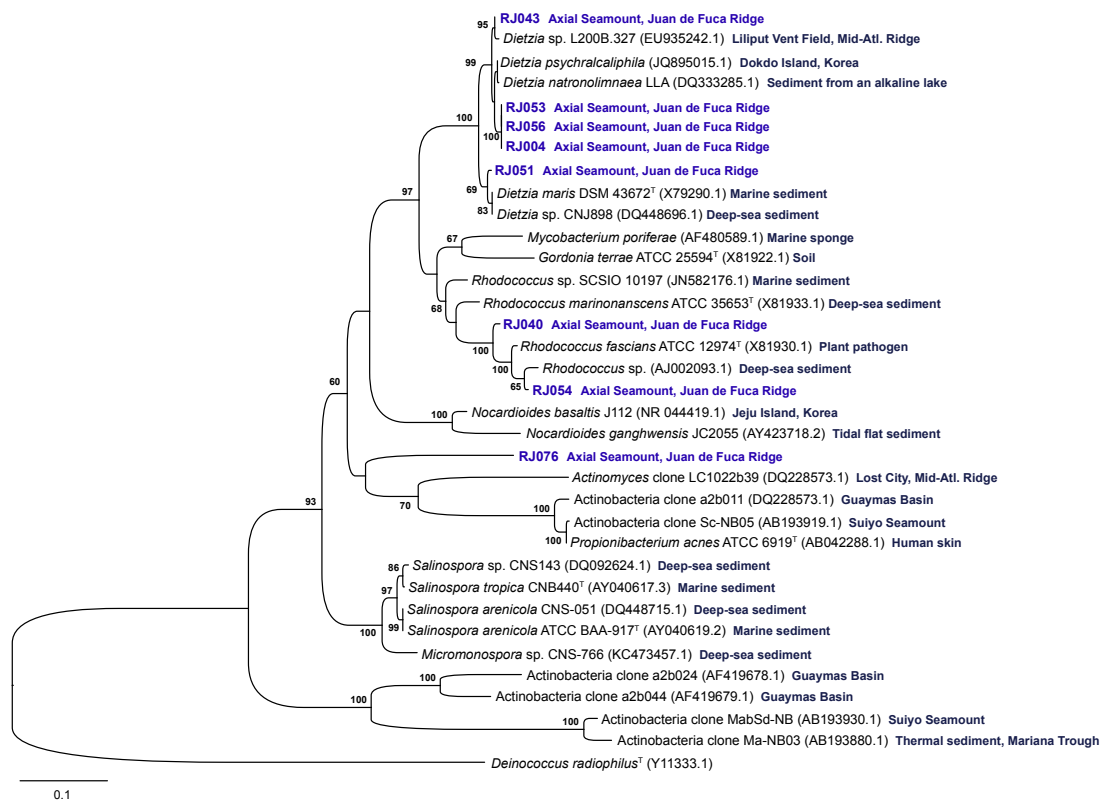 RJ043 Axial Seamount, Juan de Fuca Ridge
95
Dietzia sp. L200B.327 (EU935242.1) Liliput Vent Field, Mid-Atl. Ridge
99
Dietzia psychralcaliphila (JQ895015.1) Dokdo Island, Korea
Dietzia natronolimnaea LLA (DQ333285.1) Sediment from an alkaline lake
RJ053 Axial Seamount, Juan de Fuca Ridge
100
RJ056 Axial Seamount, Juan de Fuca Ridge
100
RJ004 Axial Seamount, Juan de Fuca Ridge
RJ051 Axial Seamount, Juan de Fuca Ridge
97
69
Dietzia maris DSM 43672T (X79290.1) Marine sediment
83
Dietzia sp. CNJ898 (DQ448696.1) Deep-sea sediment
67
Mycobacterium poriferae (AF480589.1) Marine sponge
Gordonia terrae ATCC 25594T (X81922.1) Soil
Rhodococcus sp. SCSIO 10197 (JN582176.1) Marine sediment
68
Rhodococcus marinonanscens ATCC 35653T (X81933.1) Deep-sea sediment
RJ040 Axial Seamount, Juan de Fuca Ridge
100
Rhodococcus fascians ATCC 12974T (X81930.1) Plant pathogen
100
Rhodococcus sp. (AJ002093.1) Deep-sea sediment
60
65
RJ054 Axial Seamount, Juan de Fuca Ridge
100
Nocardioides basaltis J112 (NR 044419.1) Jeju Island, Korea
Nocardioides ganghwensis JC2055 (AY423718.2) Tidal flat sediment
RJ076 Axial Seamount, Juan de Fuca Ridge
Actinomyces clone LC1022b39 (DQ228573.1) Lost City, Mid-Atl. Ridge
93
70
Actinobacteria clone a2b011 (DQ228573.1) Guaymas Basin
100
Actinobacteria clone Sc-NB05 (AB193919.1) Suiyo Seamount
100
Propionibacterium acnes ATCC 6919T (AB042288.1) Human skin
86
Salinospora sp. CNS143 (DQ092624.1) Deep-sea sediment
97
Salinospora tropica CNB440T (AY040617.3) Marine sediment
Salinospora arenicola CNS-051 (DQ448715.1) Deep-sea sediment
100
99
Salinospora arenicola ATCC BAA-917T (AY040619.2) Marine sediment
Micromonospora sp. CNS-766 (KC473457.1) Deep-sea sediment
100
Actinobacteria clone a2b024 (AF419678.1) Guaymas Basin
100
Actinobacteria clone a2b044 (AF419679.1) Guaymas Basin
100
Actinobacteria clone MabSd-NB (AB193930.1) Suiyo Seamount
Actinobacteria clone Ma-NB03 (AB193880.1) Thermal sediment, Mariana Trough
Deinococcus radiophilusT (Y11333.1)
0.1